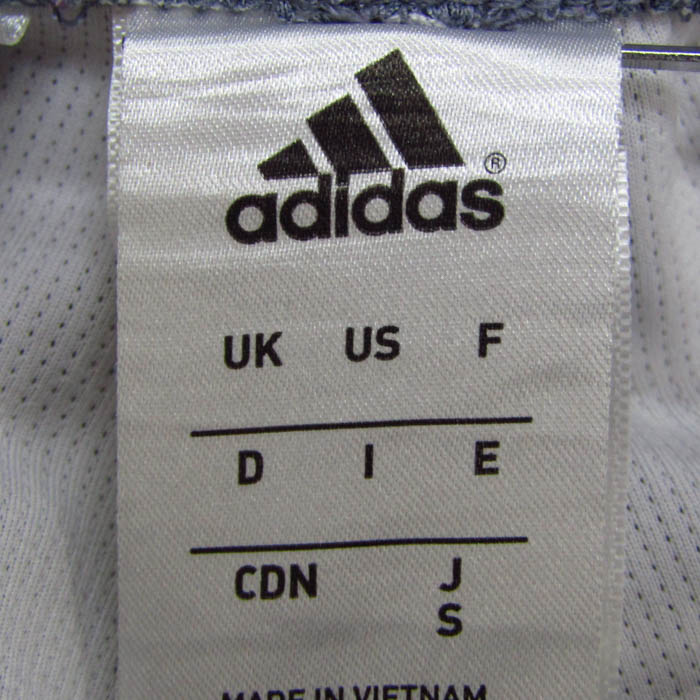 adidas®
UK US F
D I E
CDN J
S
MADE IN VIETNAM